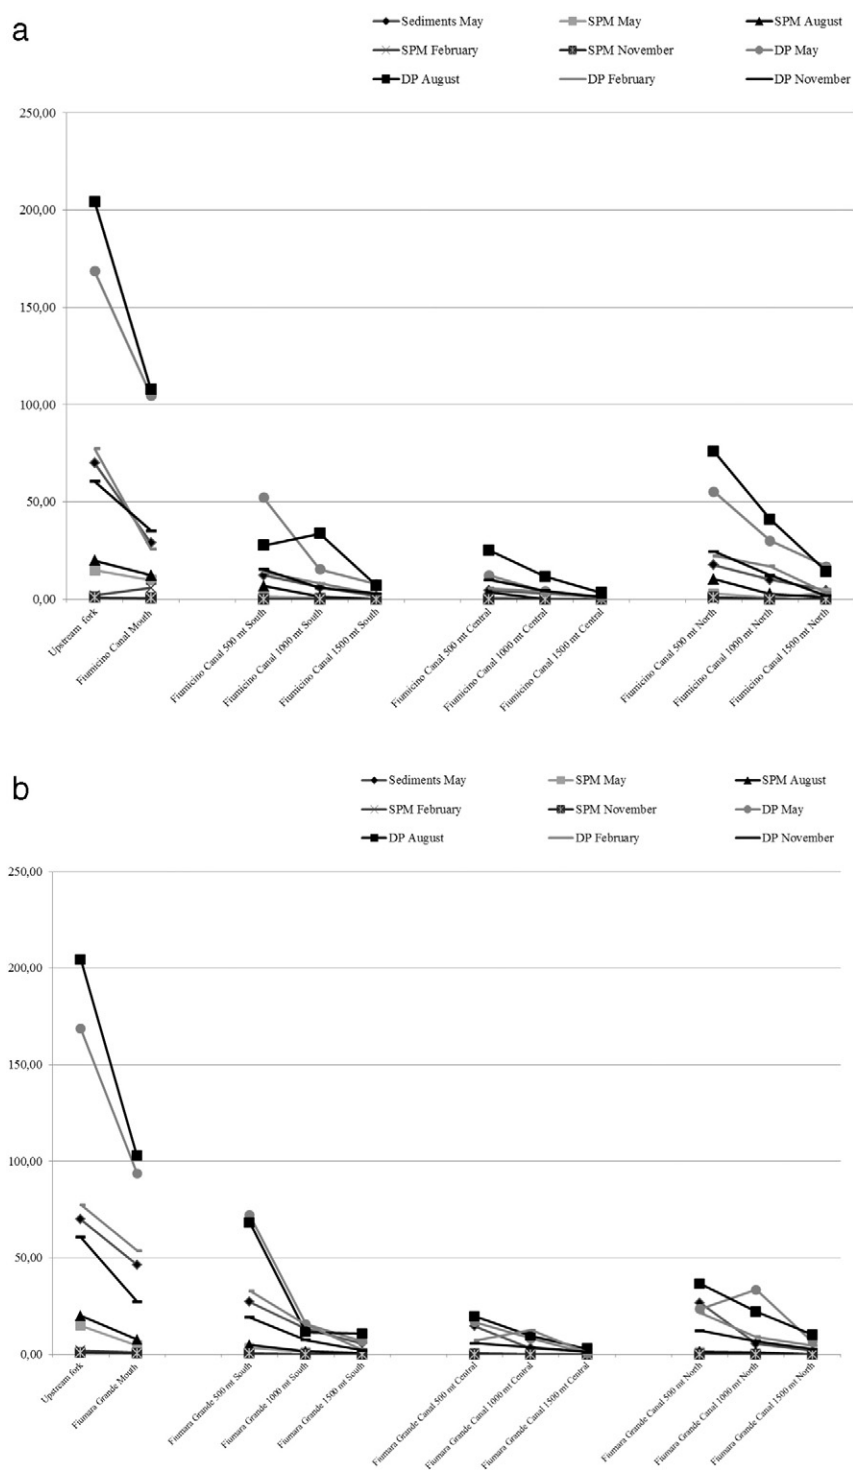 a
Sediments May SPM May SPM August
SPM February SPM November DP May
DP August DP February DP November
250,00
200,00
150,00
100,00
50,00
0,00
Upstream fork
Fiumicino Canal Mouth
Fiumicino Canal 500 mt South
Fiumicino Canal 1000 mt South
Fiumicino Canal 1500 mt South
Fiumicino Canal 500 mt Central
Fiumicino Canal 1000 mt Central
Fiumicino Canal 1500 mt Central
Fiumicino Canal 500 mt North
Fiumicino Canal 1000 mt North
Fiumicino Canal 1500 mt North
b
Sediments May SPM May SPM August
SPM February SPM November DP May
DP August DP February DP November
250,00
200,00
150,00
100,00
50,00
0,00
Upstream fork
Fiumara Grande Mouth
Fiumara Grande 500 mt South
Fiumara Grande 1000 mt South
Fiumara Grande 1500 mt South
Fiumara Grande Canal 500 mt Central
Fiumara Grande Canal 1000 mt Central
Fiumara Grande Canal 1500 mt Central
Fiumara Grande Canal 500 mt North
Fiumara Grande Canal 1000 mt North
Fiumara Grande Canal 1500 mt North